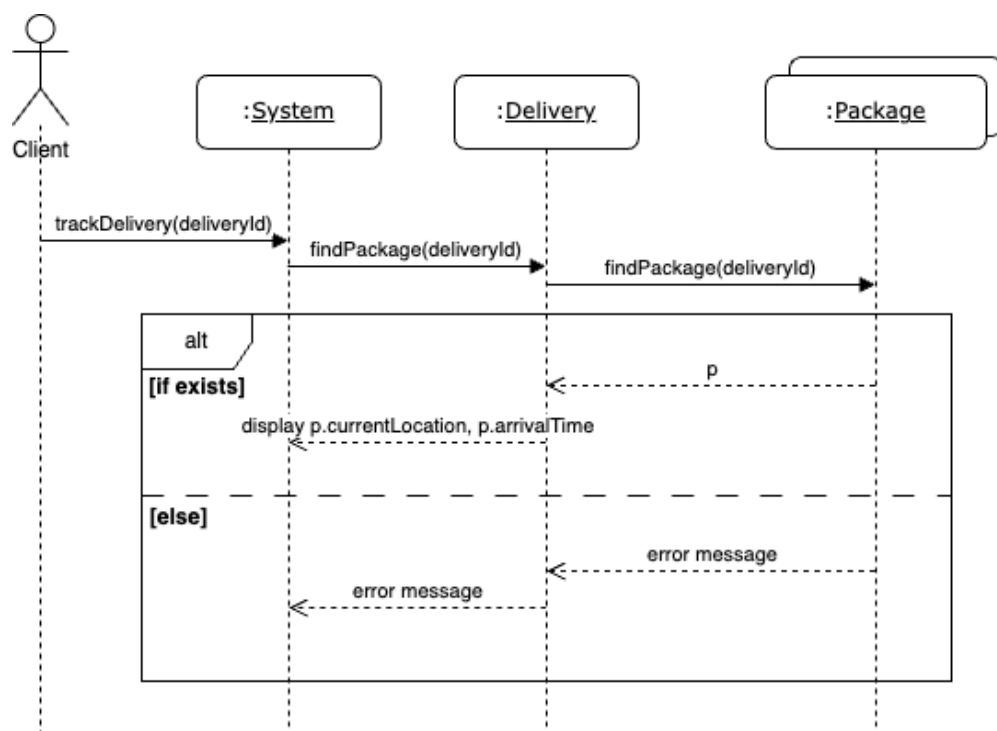 Client
:System
:Delivery
:Package
trackDelivery(deliveryId)
findPackage(deliveryId)
findPackage(deliveryId)
alt
[if exists]
p
display p.currentLocation, p.arrivalTime
[else]
error message
error message